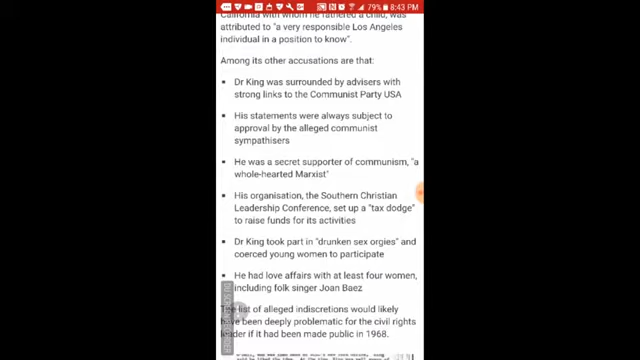 79% 8:43 PM
California with whom he fathered a child, was
attributed to "a very responsible Los Angeles
individual in a position to know".
Among its other accusations are that:
• Dr King was surrounded by advisers with
strong links to the Communist Party USA
• His statements were always subject to
approval by the alleged communist
sympathisers
• He was a secret supporter of communism, "a
whole-hearted Marxist"
• His organisation, the Southern Christian
Leadership Conference, set up a "tax dodge"
to raise funds for its activities
• Dr King took part in "drunken sex orgies" and
coerced young women to participate
• He had love affairs with at least four women,
including folk singer Joan Baez
The list of alleged indiscretions would likely
have been deeply problematic for the civil rights
leader if it had been made public in 1968.